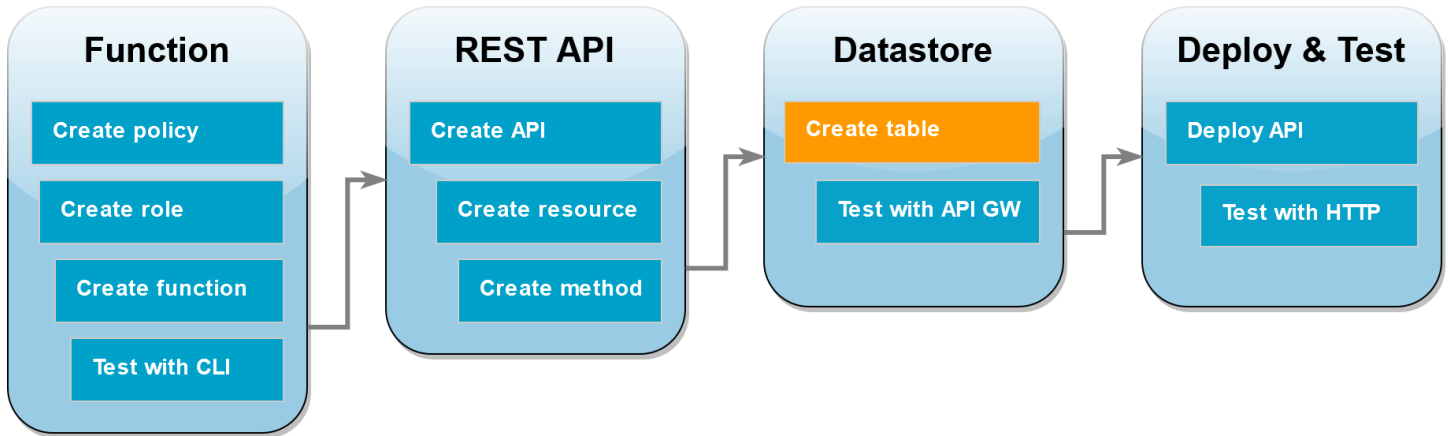 Function
Create policy
Create role
Create function
Test with CLI
REST API
Create API
Create resource
Create method
Datastore
Create table
Test with API GW
Deploy & Test
Deploy API
Test with HTTP